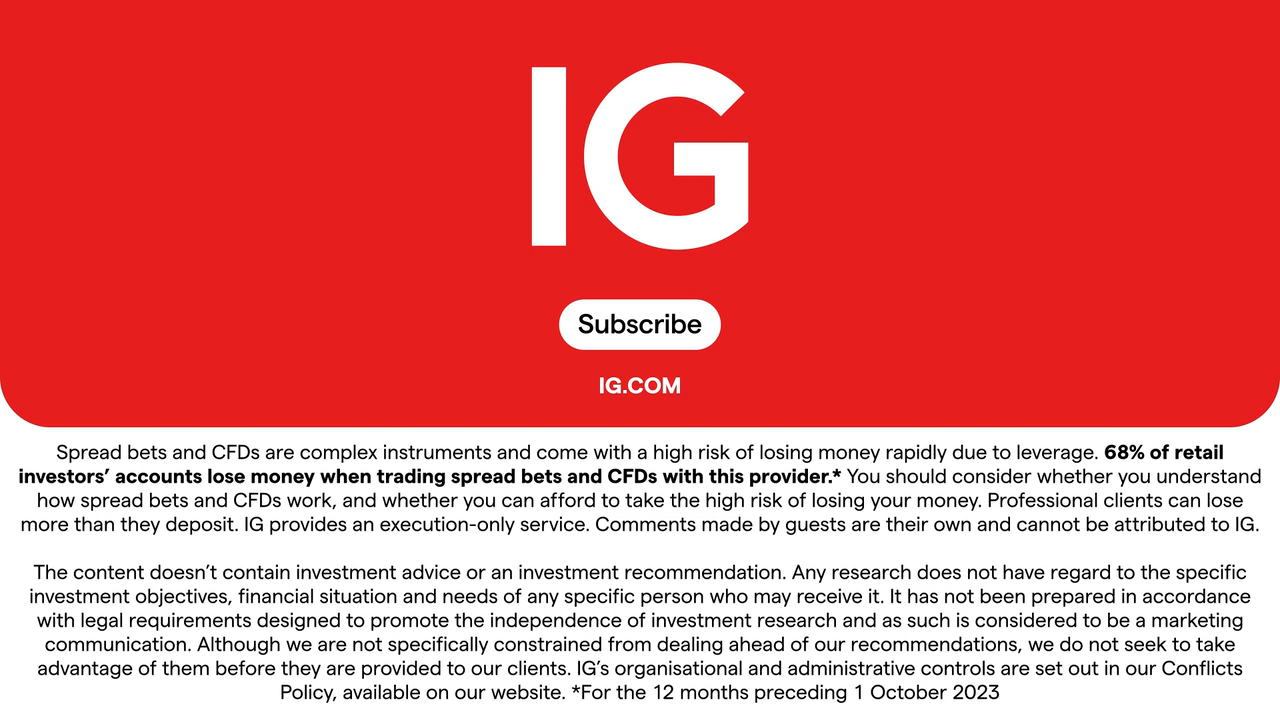 IG
Subscribe
IG.COM
Spread bets and CFDs are complex instruments and come with a high risk of losing money rapidly due to leverage. 68% of retail
investors’ accounts lose money when trading spread bets and CFDs with this provider.* You should consider whether you understand
how spread bets and CFDs work, and whether you can afford to take the high risk of losing your money. Professional clients can lose
more than they deposit. IG provides an execution-only service. Comments made by guests are their own and cannot be attributed to IG.
The content doesn’t contain investment advice or an investment recommendation. Any research does not have regard to the specific
investment objectives, financial situation and needs of any specific person who may receive it. It has not been prepared in accordance
with legal requirements designed to promote the independence of investment research and as such is considered to be a marketing
communication. Although we are not specifically constrained from dealing ahead of our recommendations, we do not seek to take
advantage of them before they are provided to our clients. IG’s organisational and administrative controls are set out in our Conflicts
Policy, available on our website. *For the 12 months preceding 1 October 2023